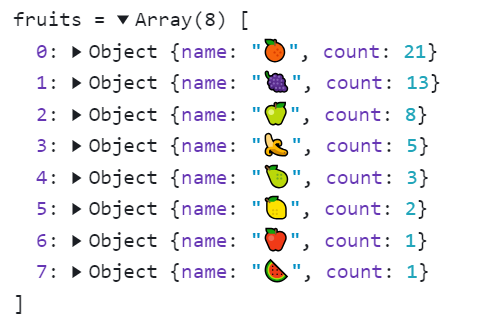 fruits = ▼Array(8) [
  0: ▶Object {name: "🍊", count: 21}
  1: ▶Object {name: "🍇", count: 13}
  2: ▶Object {name: "🍏", count: 8}
  3: ▶Object {name: "🍌", count: 5}
  4: ▶Object {name: "🍐", count: 3}
  5: ▶Object {name: "🍋", count: 2}
  6: ▶Object {name: "🍎", count: 1}
  7: ▶Object {name: "🍉", count: 1}
]